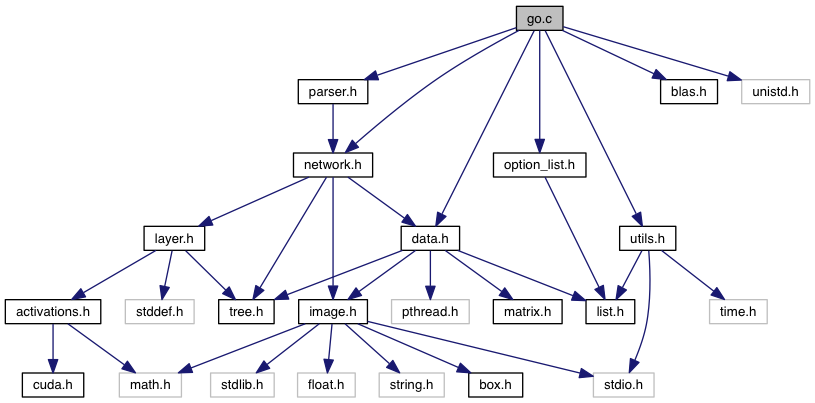 go.c
parser.h
blas.h
unistd.h
network.h
option_list.h
layer.h
data.h
utils.h
activations.h
stddef.h
tree.h
image.h
pthread.h
matrix.h
list.h
time.h
cuda.h
math.h
stdlib.h
float.h
string.h
box.h
stdio.h